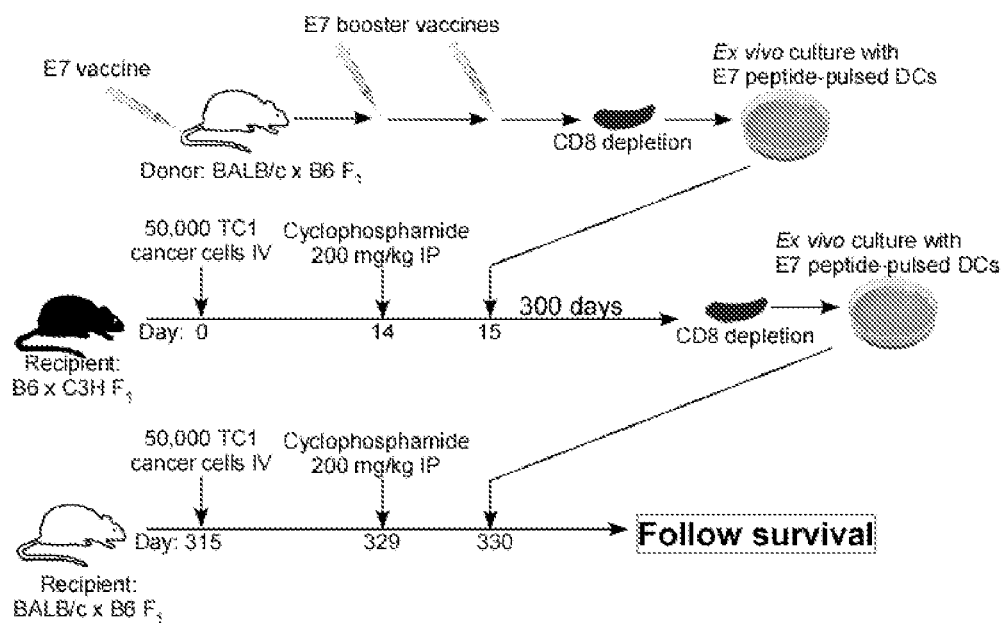 E7 booster vaccines
E7 vaccine
Ex vivo culture with
E7 peptide-pulsed DCs
CD8 depletion
Donor: BALB/c x B6 F1
50,000 TC1
cancer cells IV
Cyclophosphamide
200 mg/kg IP
Ex vivo culture with
E7 peptide-pulsed DCs
300 days
Day: 0 14 15
CD8 depletion
Recipient:
B6 x C3H F1
50,000 TC1
cancer cells IV
Cyclophosphamide
200 mg/kg IP
Follow survival
Day: 315 329 330
Recipient:
BALB/c x B6 F1